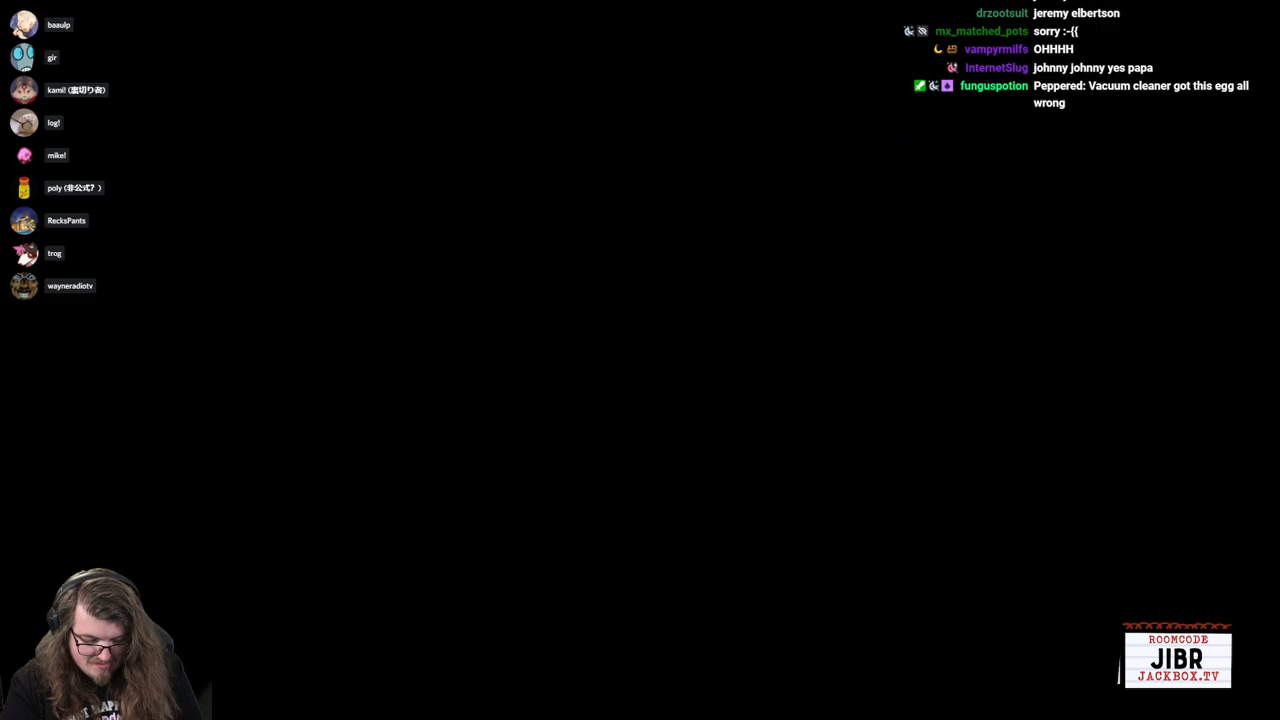 baaulp
gir
kami! (裏切り者)
log!
mike!
poly (非公式? )
RecksPants
trog
wayneradiotv
drzootsuit jeremy elbertson
mx_matched_pots sorry :-{{
vampyrmilfs OHHHH
InternetSlug johnny johnny yes papa
funguspotion Peppered: Vacuum cleaner got this egg all
wrong
ROOMCODE
JIBR
JACKBOX.TV